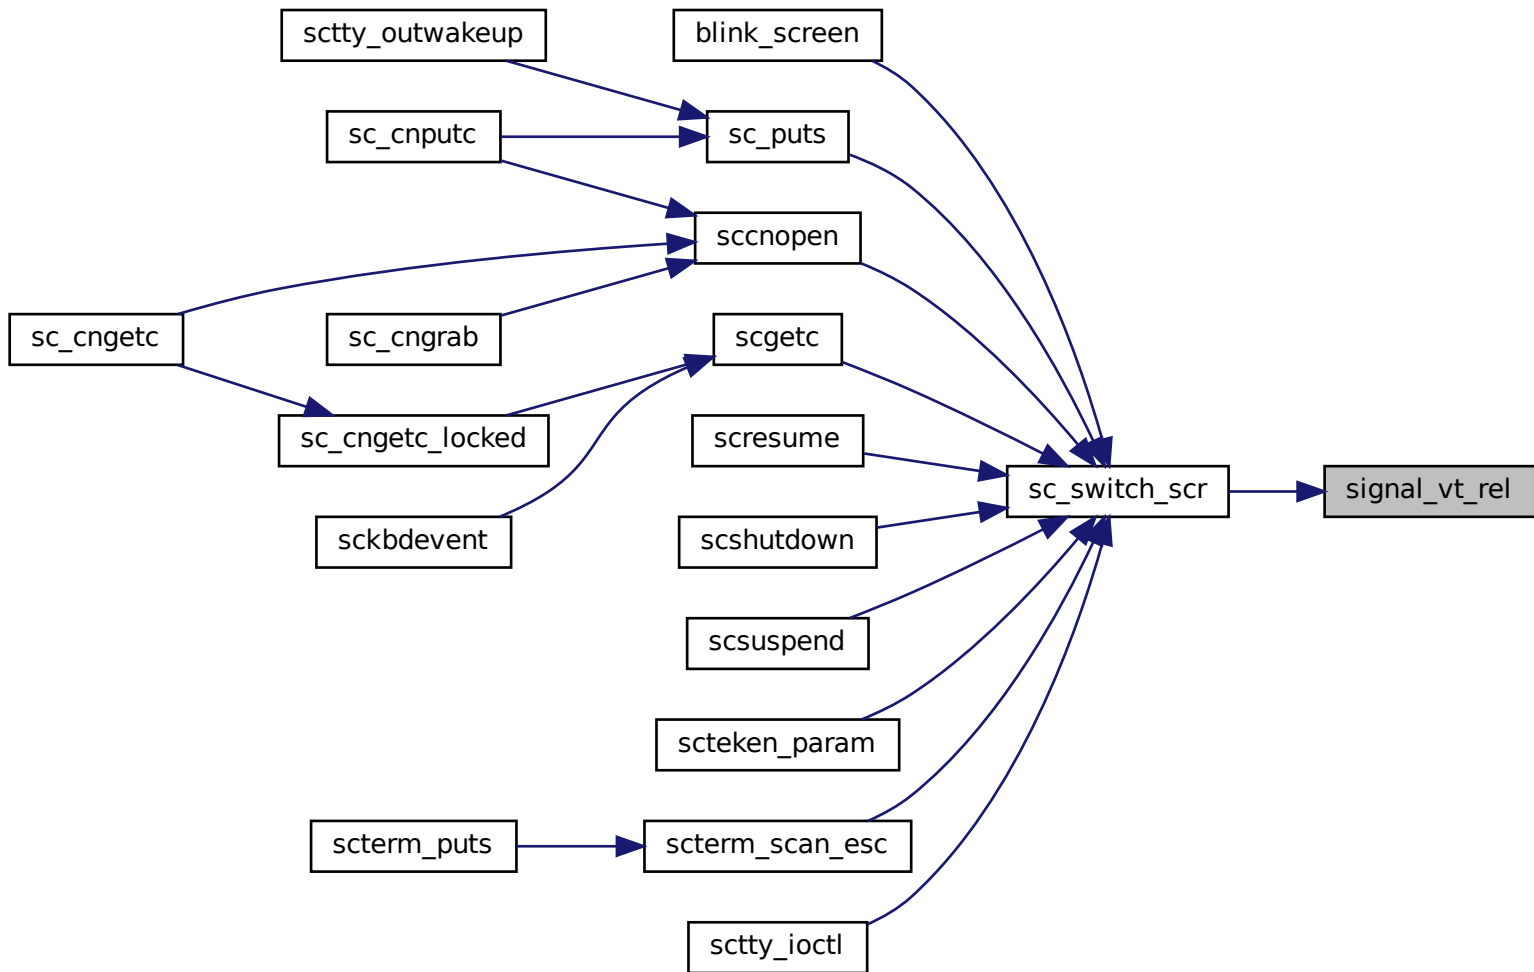 sctty_outwakeup
blink_screen
sc_cnputc
sc_puts
sccnopen
sc_cngetc
sc_cngrab
scgetc
sc_cngetc_locked
scresume
sc_switch_scr
signal_vt_rel
sckbdevent
scshutdown
scsuspend
scteken_param
scterm_puts
scterm_scan_esc
sctty_ioctl